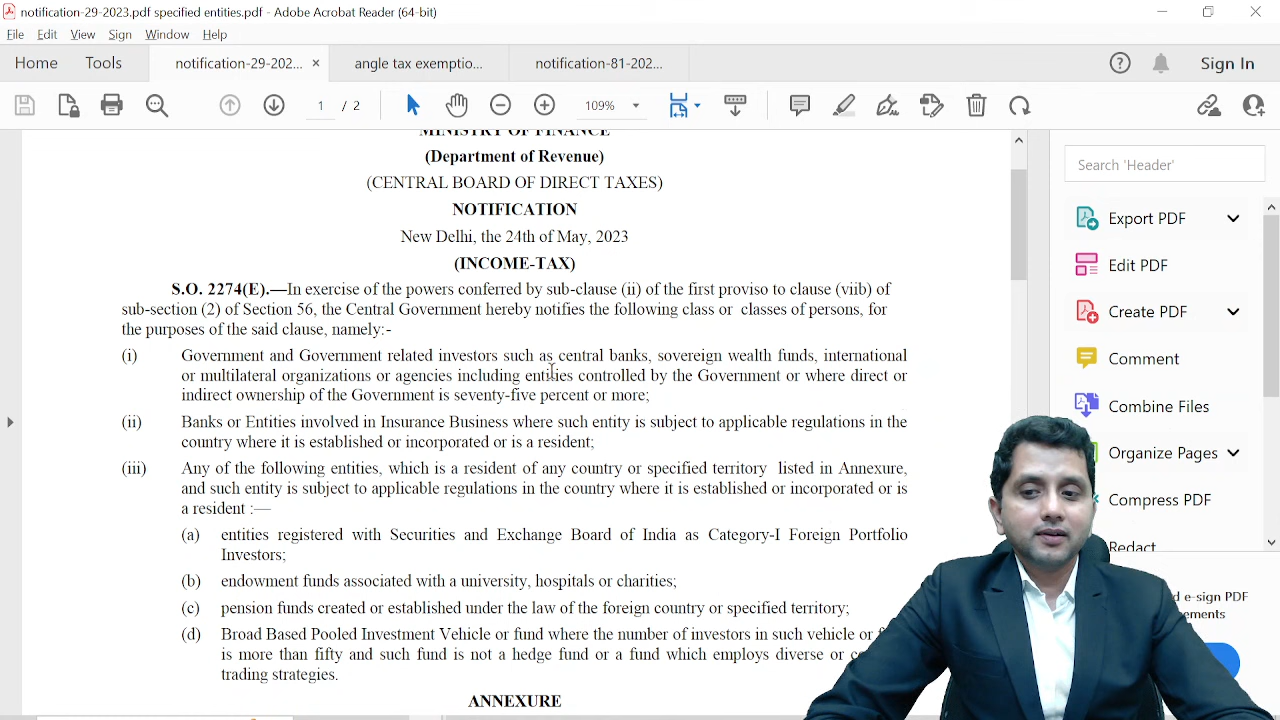 notification-29-2023.pdf specified entities.pdf - Adobe Acrobat Reader (64-bit)
File Edit View Sign Window Help
Home Tools notification-29-202... × angle tax exemptio... notification-81-202... Sign In
1 / 2 109%
MINISTRY OF FINANCE
(Department of Revenue)
(CENTRAL BOARD OF DIRECT TAXES)
NOTIFICATION
New Delhi, the 24th of May, 2023
(INCOME-TAX)
S.O. 2274(E).—In exercise of the powers conferred by sub-clause (ii) of the first proviso to clause (viib) of
sub-section (2) of Section 56, the Central Government hereby notifies the following class or classes of persons, for
the purposes of the said clause, namely:-
(i) Government and Government related investors such as central banks, sovereign wealth funds, international
or multilateral organizations or agencies including entities controlled by the Government or where direct or
indirect ownership of the Government is seventy-five percent or more;
(ii) Banks or Entities involved in Insurance Business where such entity is subject to applicable regulations in the
country where it is established or incorporated or is a resident;
(iii) Any of the following entities, which is a resident of any country or specified territory listed in Annexure,
and such entity is subject to applicable regulations in the country where it is established or incorporated or is
a resident :—
(a) entities registered with Securities and Exchange Board of India as Category-I Foreign Portfolio
Investors;
(b) endowment funds associated with a university, hospitals or charities;
(c) pension funds created or established under the law of the foreign country or specified territory;
(d) Broad Based Pooled Investment Vehicle or fund where the number of investors in such vehicle or
is more than fifty and such fund is not a hedge fund or a fund which employs diverse or
trading strategies.
ANNEXURE
Search 'Header'
Export PDF
Edit PDF
Create PDF
Comment
Combine Files
Organize Pages
Compress PDF
Redact
e-sign PDF